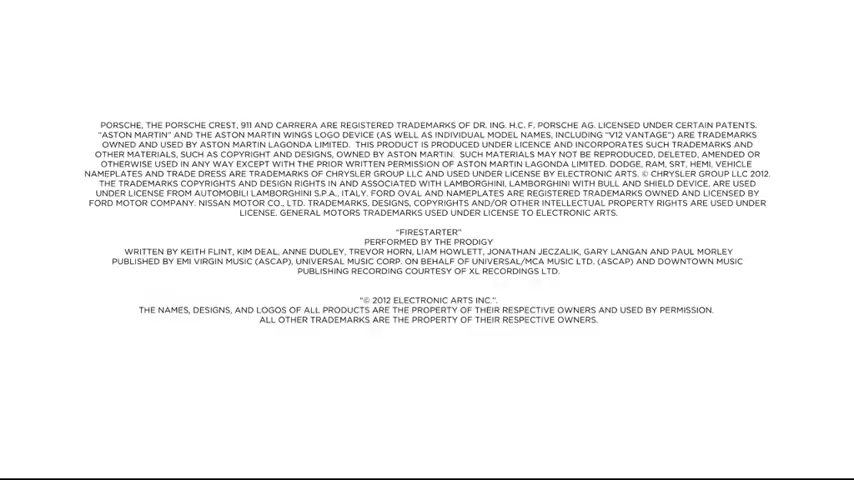 PORSCHE, THE PORSCHE CREST, 911 AND CARRERA ARE REGISTERED TRADEMARKS OF DR. ING. H.C. F. PORSCHE AG. LICENSED UNDER CERTAIN PATENTS.
"ASTON MARTIN" AND THE ASTON MARTIN WINGS LOGO DEVICE (AS WELL AS INDIVIDUAL MODEL NAMES, INCLUDING "V12 VANTAGE") ARE TRADEMARKS
OWNED AND USED BY ASTON MARTIN LAGONDA LIMITED. THIS PRODUCT IS PRODUCED UNDER LICENCE AND INCORPORATES SUCH TRADEMARKS AND
OTHER MATERIALS, SUCH AS COPYRIGHT AND DESIGNS, OWNED BY ASTON MARTIN. SUCH MATERIALS MAY NOT BE REPRODUCED, DELETED, AMENDED OR
OTHERWISE USED IN ANY WAY EXCEPT WITH THE PRIOR WRITTEN PERMISSION OF ASTON MARTIN LAGONDA LIMITED. DODGE, RAM, SRT, HEMI, VEHICLE
NAMEPLATES AND TRADE DRESS ARE TRADEMARKS OF CHRYSLER GROUP LLC AND USED UNDER LICENSE BY ELECTRONIC ARTS. © CHRYSLER GROUP LLC 2012.
THE TRADEMARKS COPYRIGHTS AND DESIGN RIGHTS IN AND ASSOCIATED WITH LAMBORGHINI, LAMBORGHINI WITH BULL AND SHIELD DEVICE, ARE USED
UNDER LICENSE FROM AUTOMOBILI LAMBORGHINI S.P.A., ITALY. FORD OVAL AND NAMEPLATES ARE REGISTERED TRADEMARKS OWNED AND LICENSED BY
FORD MOTOR COMPANY. NISSAN MOTOR CO., LTD. TRADEMARKS, DESIGNS, COPYRIGHTS AND/OR OTHER INTELLECTUAL PROPERTY RIGHTS ARE USED UNDER
LICENSE. GENERAL MOTORS TRADEMARKS USED UNDER LICENSE TO ELECTRONIC ARTS.
"FIRESTARTER"
PERFORMED BY THE PRODIGY
WRITTEN BY KEITH FLINT, KIM DEAL, ANNE DUDLEY, TREVOR HORN, LIAM HOWLETT, JONATHAN JECZALIK, GARY LANGAN AND PAUL MORLEY
PUBLISHED BY EMI VIRGIN MUSIC (ASCAP), UNIVERSAL MUSIC CORP. ON BEHALF OF UNIVERSAL/MCA MUSIC LTD. (ASCAP) AND DOWNTOWN MUSIC
PUBLISHING RECORDING COURTESY OF XL RECORDINGS LTD.
"© 2012 ELECTRONIC ARTS INC.".
THE NAMES, DESIGNS, AND LOGOS OF ALL PRODUCTS ARE THE PROPERTY OF THEIR RESPECTIVE OWNERS AND USED BY PERMISSION.
ALL OTHER TRADEMARKS ARE THE PROPERTY OF THEIR RESPECTIVE OWNERS.